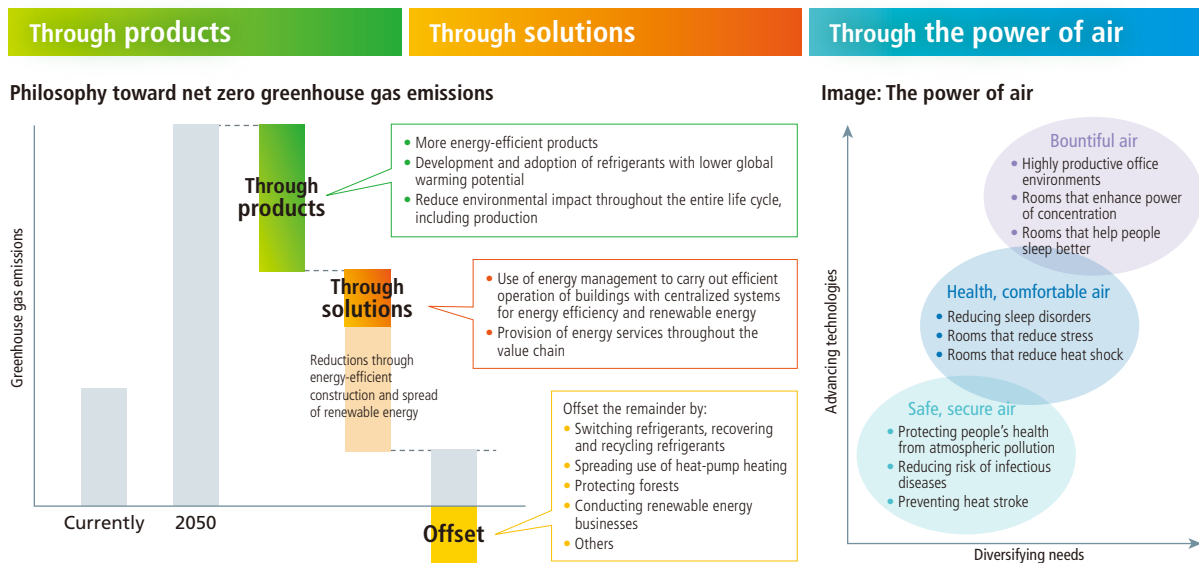 Through products
Through solutions
Through the power of air
Philosophy toward net zero greenhouse gas emissions
Greenhouse gas emissions
Currently
2050
Through
products
• More energy-efficient products
• Development and adoption of refrigerants with lower global
warming potential
• Reduce environmental impact throughout the entire life cycle,
including production
Through
solutions
• Use of energy management to carry out efficient
operation of buildings with centralized systems
for energy efficiency and renewable energy
• Provision of energy services throughout the
value chain
Reductions through
energy-efficient
construction and spread
of renewable energy
Offset
Offset the remainder by:
• Switching refrigerants, recovering
and recycling refrigerants
• Spreading use of heat-pump heating
• Protecting forests
• Conducting renewable energy
businesses
• Others
Image: The power of air
Advancing technologies
Bountiful air
• Highly productive office
environments
• Rooms that enhance power
of concentration
• Rooms that help people
sleep better
Health, comfortable air
• Reducing sleep disorders
• Rooms that reduce stress
• Rooms that reduce heat shock
Safe, secure air
• Protecting people's health
from atmospheric pollution
• Reducing risk of infectious
diseases
• Preventing heat stroke
Diversifying needs